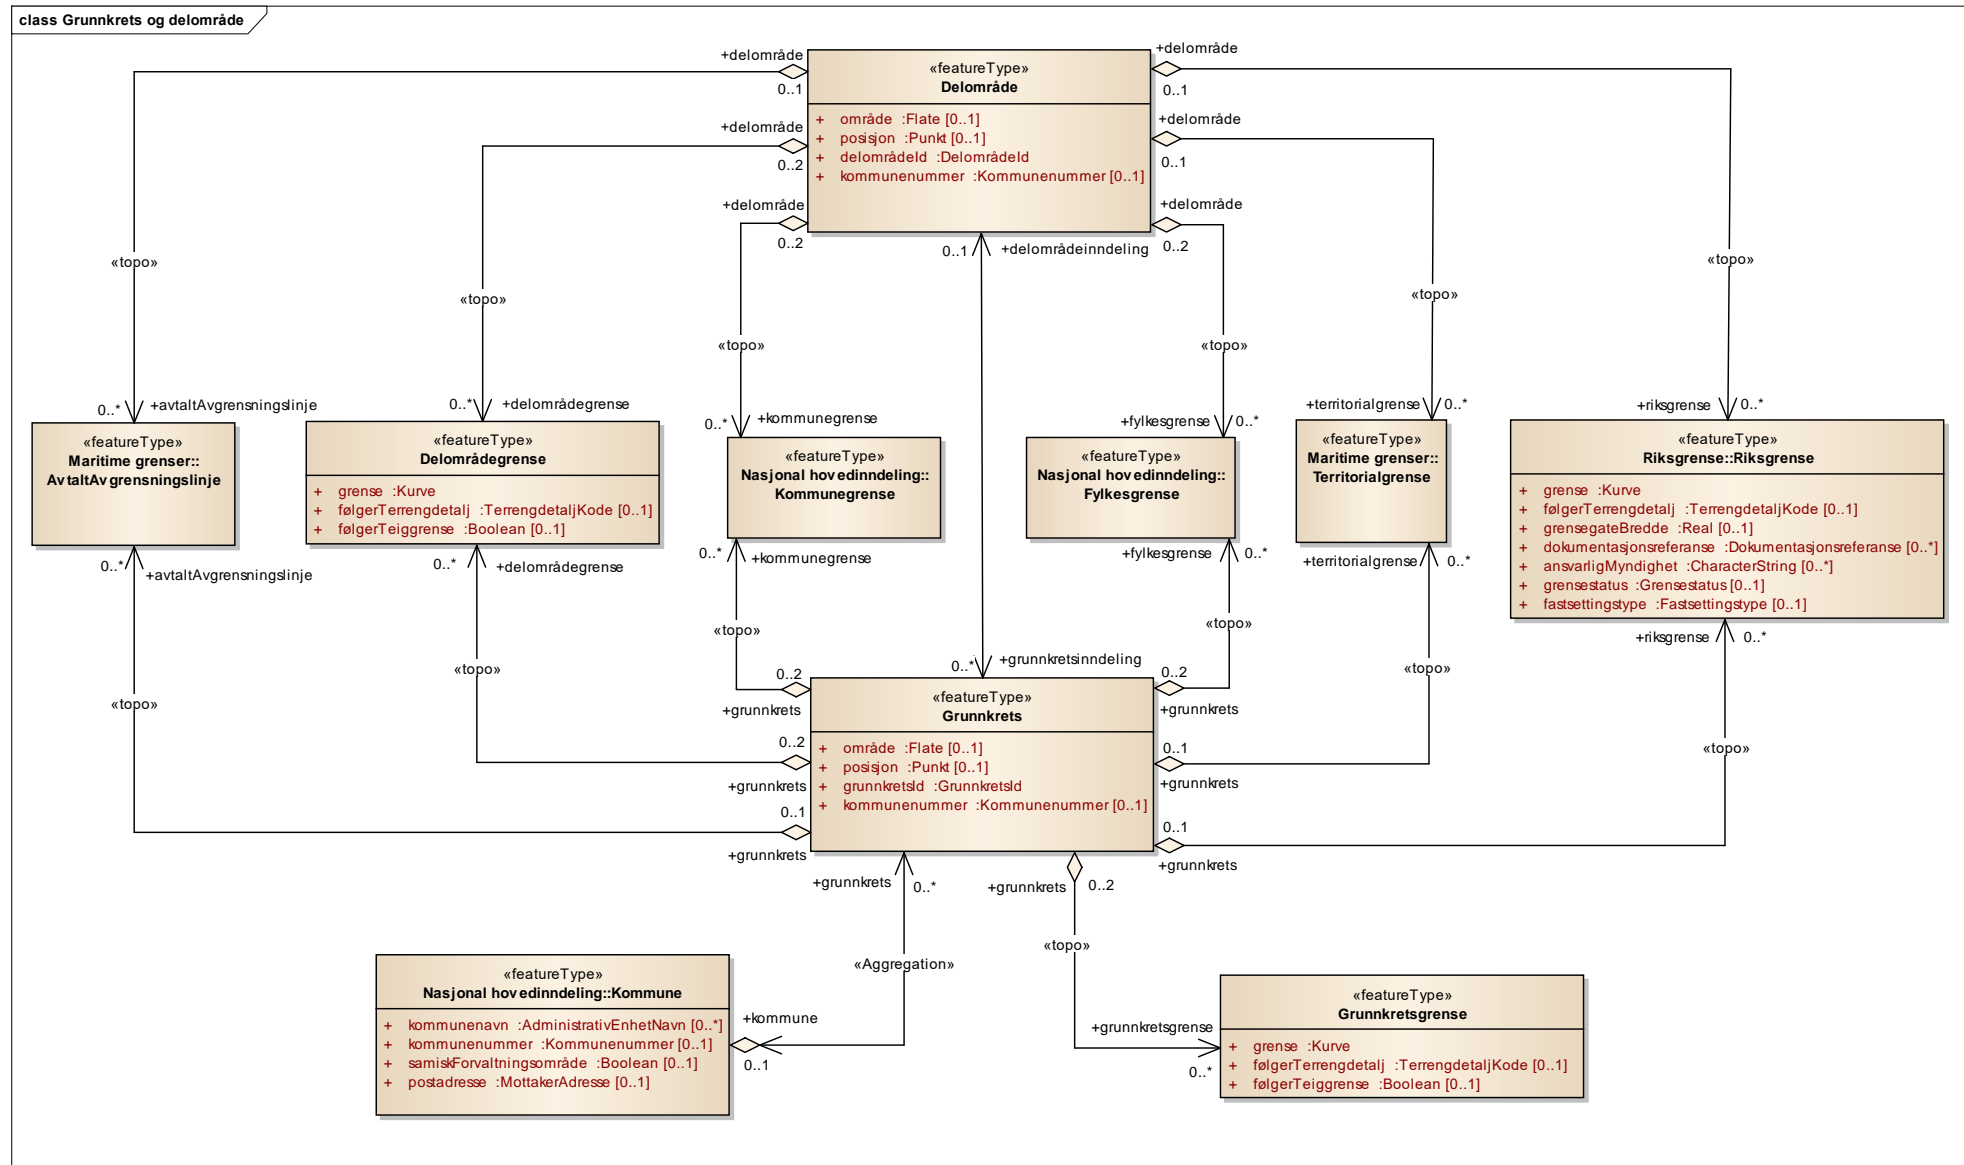 class Grunnkrets og delområde
+delområde
0..1
+delområde
0..2
+delområde
0..2
«featureType»
Delområde
+ område :Flate [0..1]
+ posisjon :Punkt [0..1]
+ delområdeId :DelområdeId
+ kommunenummer :Kommunenummer [0..1]
+delområde
0..1
+delområde
0..1
+delområde
0..2
0..1
+delområdeinndeling
«topo»
«topo»
«topo»
«topo»
«topo»
«topo»
0..*
+avtaltAvgrensningslinje
0..*
+delområdegrense
0..*
+kommunegrense
+fylkesgrense
0..*
+territorialgrense
0..*
+riksgrense
0..*
«featureType»
Maritime grenser::
AvtaltAvgrensningslinje
«featureType»
Delområdegrense
+ grense :Kurve
+ følgerTerrengdetalj :TerrengdetaljKode [0..1]
+ følgerTeiggrense :Boolean [0..1]
«featureType»
Nasjonal hovedinndeling::
Kommunegrense
«featureType»
Nasjonal hovedinndeling::
Fylkesgrense
«featureType»
Maritime grenser::
Territorialgrense
«featureType»
Riksgrense::Riksgrense
+ grense :Kurve
+ følgerTerrengdetalj :TerrengdetaljKode [0..1]
+ grensegateBredde :Real [0..1]
+ dokumentasjonsreferanse :Dokumentasjonsreferanse [0..*]
+ ansvarligMyndighet :CharacterString [0..*]
+ grensestatus :Grensestatus [0..1]
+ fastsettingstype :Fastsettingstype [0..1]
0..*
+avtaltAvgrensningslinje
0..*
+delområdegrense
0..*
+kommunegrense
+fylkesgrense
0..*
+territorialgrense
0..*
+riksgrense
0..*
«topo»
«topo»
«topo»
«topo»
«topo»
«topo»
0..*
+grunnkretsinndeling
0..2
+grunnkrets
0..2
+grunnkrets
0..1
+grunnkrets
«featureType»
Grunnkrets
+ område :Flate [0..1]
+ posisjon :Punkt [0..1]
+ grunnkretsId :GrunnkretsId
+ kommunenummer :Kommunenummer [0..1]
0..2
+grunnkrets
0..1
+grunnkrets
0..1
+grunnkrets
+grunnkrets
0..*
+grunnkrets
0..2
«Aggregation»
«topo»
«featureType»
Nasjonal hovedinndeling::Kommune
+ kommunenavn :AdministrativEnhetNavn [0..*]
+ kommunenummer :Kommunenummer [0..1]
+ samiskForvaltningsområde :Boolean [0..1]
+ postadresse :MottakerAdresse [0..1]
+kommune
0..1
+grunnkretsgrense
0..*
«featureType»
Grunnkretsgrense
+ grense :Kurve
+ følgerTerrengdetalj :TerrengdetaljKode [0..1]
+ følgerTeiggrense :Boolean [0..1]